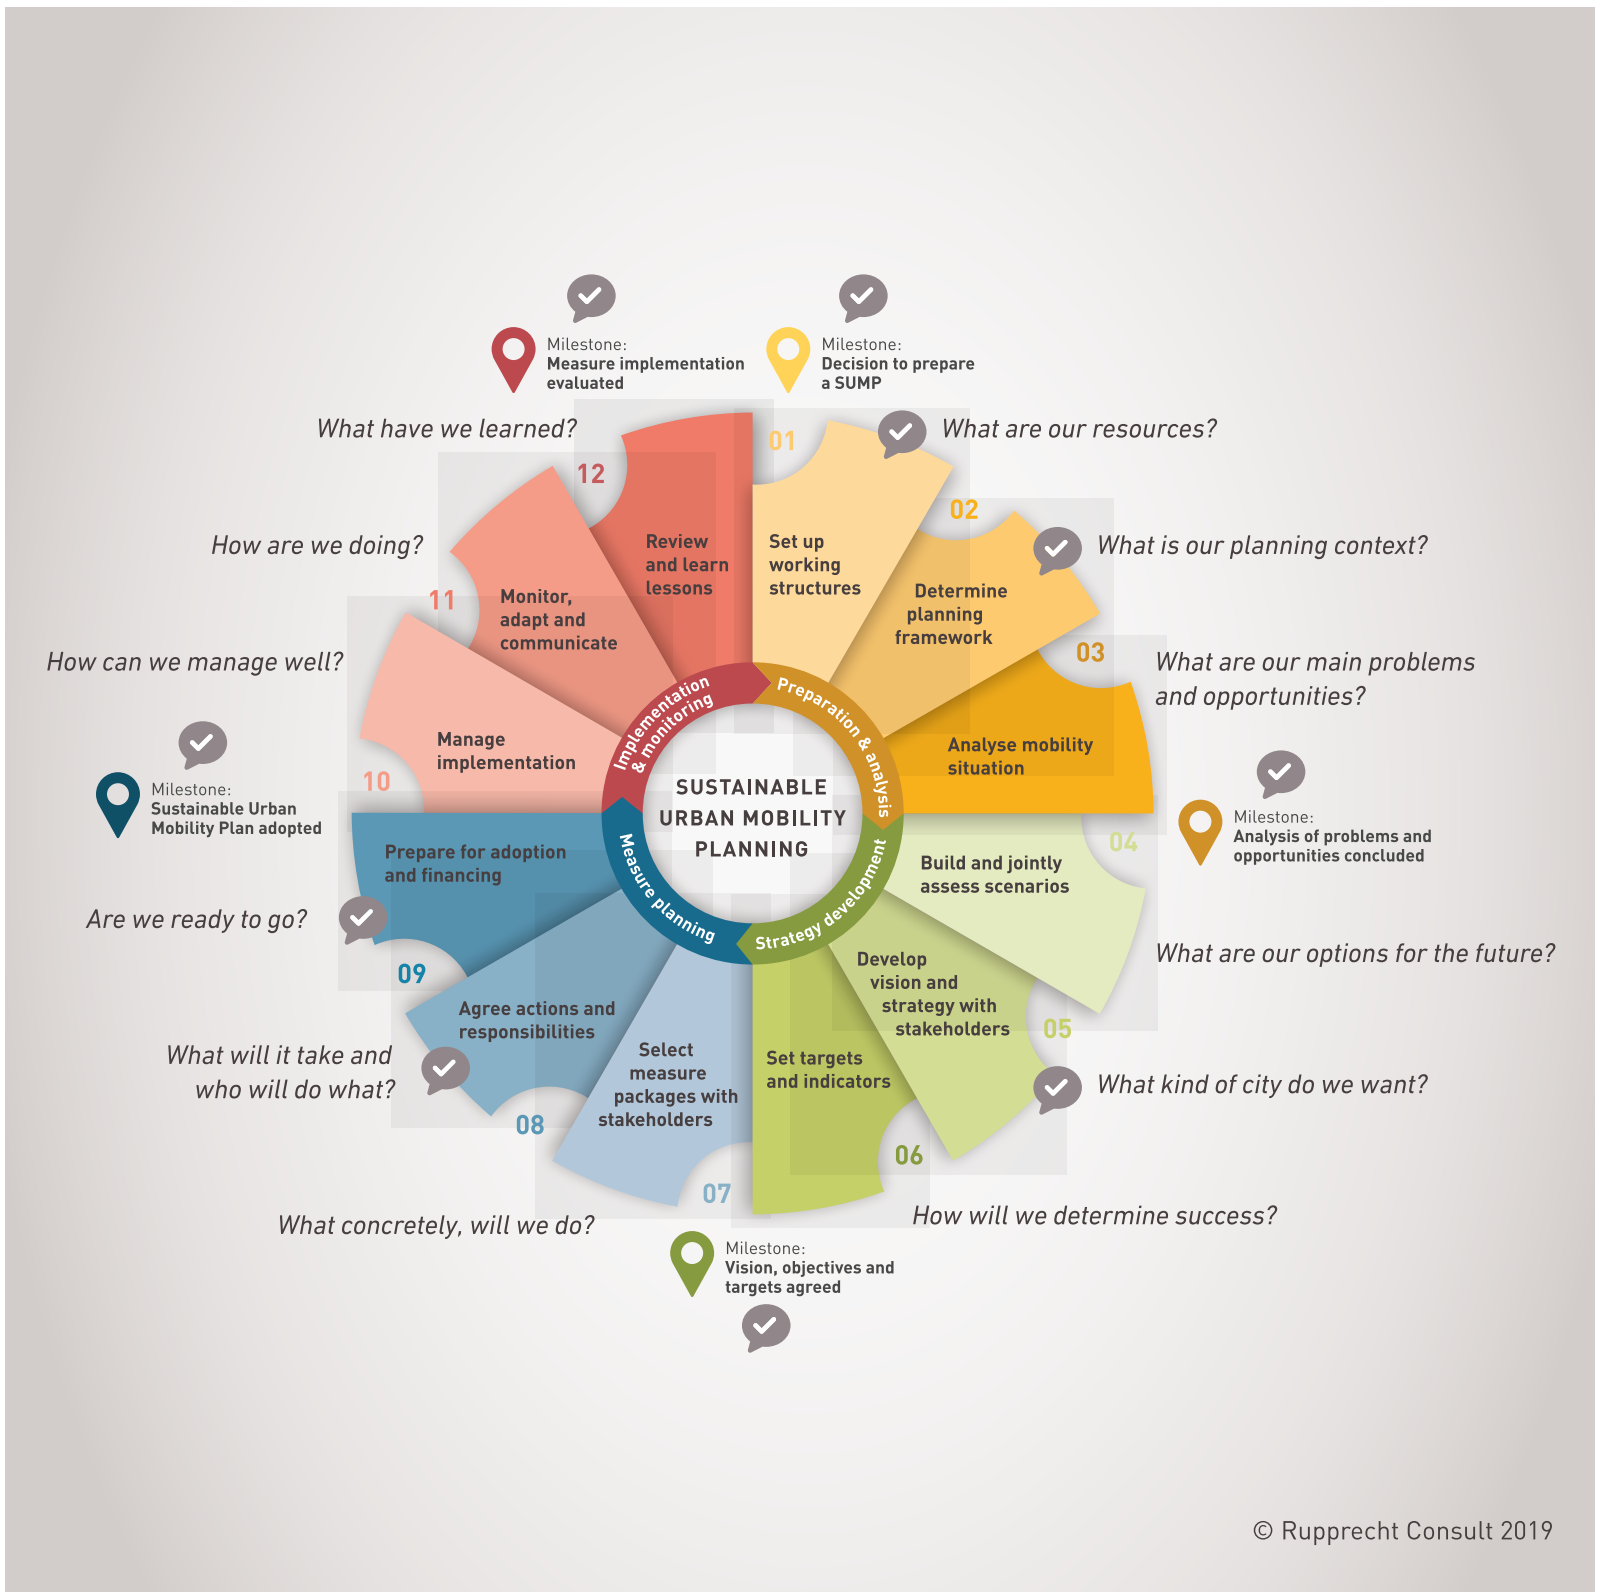 Milestone:
Measure implementation
evaluated
Milestone:
Decision to prepare
a SUMP
What have we learned?
What are our resources?
12
01
02
How are we doing?
What is our planning context?
Review
and learn
lessons
Set up
working
structures
11
Monitor,
adapt and
communicate
Determine
planning
framework
03
How can we manage well?
What are our main problems
and opportunities?
Manage
implementation
Analyse mobility
situation
10
Milestone:
Sustainable Urban
Mobility Plan adopted
Implementation
& monitoring
Preparation & analysis
SUSTAINABLE
URBAN MOBILITY
PLANNING
Measure planning
Strategy development
Milestone:
Analysis of problems and
opportunities concluded
04
Prepare for adoption
and financing
Build and jointly
assess scenarios
Are we ready to go?
What are our options for the future?
09
Develop
vision and
strategy with
stakeholders
05
Agree actions and
responsibilities
What will it take and
who will do what?
Select
measure
packages with
stakeholders
Set targets
and indicators
What kind of city do we want?
08
06
07
What concretely, will we do?
How will we determine success?
Milestone:
Vision, objectives and
targets agreed
© Rupprecht Consult 2019